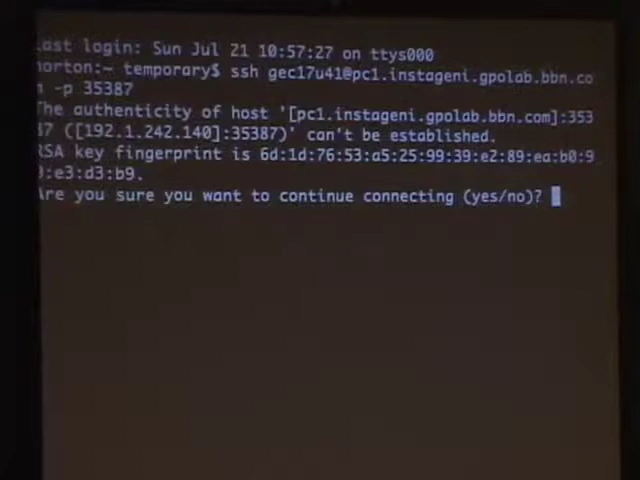 ast login: Sun Jul 21 10:57:27 on ttys000
orton:~ temporary$ ssh gec17u41@pc1.instageni.gpolab.bbn.co
 -p 35387
The authenticity of host '[pc1.instageni.gpolab.bbn.com]:353
87 ([192.1.242.140]:35387)' can't be established.
RSA key fingerprint is 6d:1d:76:53:a5:25:99:39:e2:89:ea:b0:9
:e3:d3:b9.
Are you sure you want to continue connecting (yes/no)?